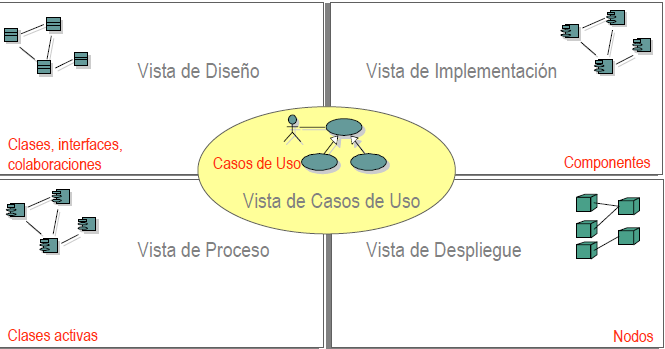 Vista de Diseño
Clases, interfaces,
colaboraciones
Vista de Implementación
Componentes
Casos de Uso
Vista de Casos de Uso
Vista de Proceso
Clases activas
Vista de Despliegue
Nodos